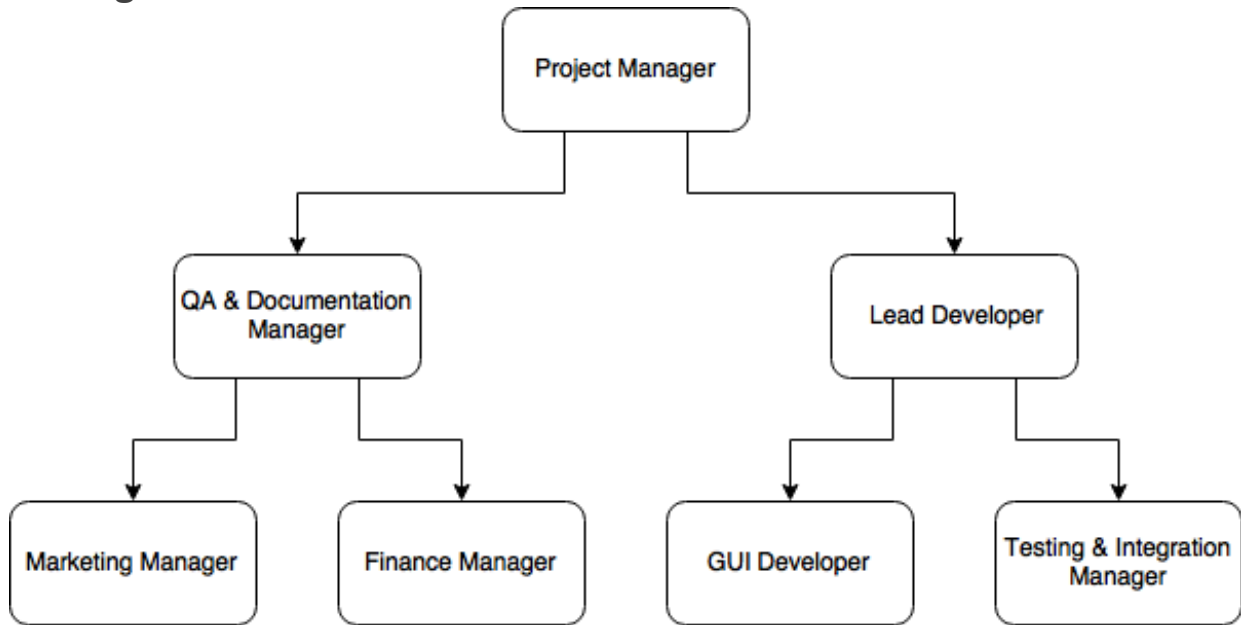 Project Manager
QA & Documentation
Manager
Lead Developer
Marketing Manager
Finance Manager
GUI Developer
Testing & Integration
Manager